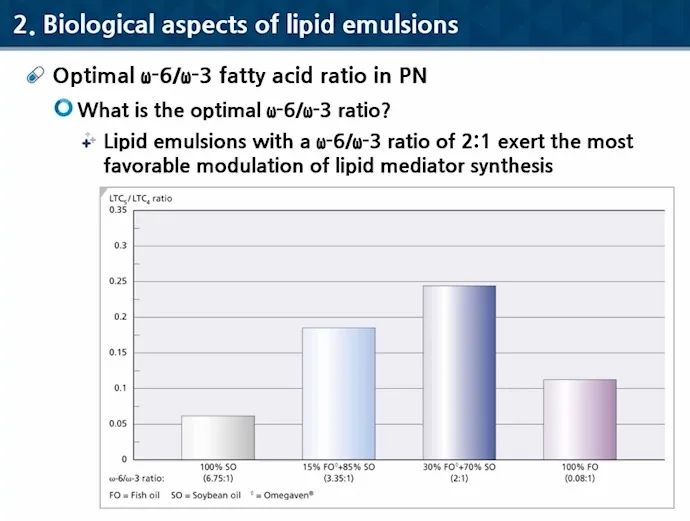 2. Biological aspects of lipid emulsions
Optimal ω-6/ω-3 fatty acid ratio in PN
What is the optimal ω-6/ω-3 ratio?
Lipid emulsions with a ω-6/ω-3 ratio of 2:1 exert the most
favorable modulation of lipid mediator synthesis
LTC₅/LTC₄ ratio
0.35
0.3
0.25
0.2
0.15
0.1
0.05
0
100% SO 15% FO◊+85% SO 30% FO◊+70% SO 100% FO
ω-6/ω-3 ratio: (6.75:1) (3.35:1) (2:1) (0.08:1)
FO = Fish oil SO = Soybean oil ◊ = Omegaven®